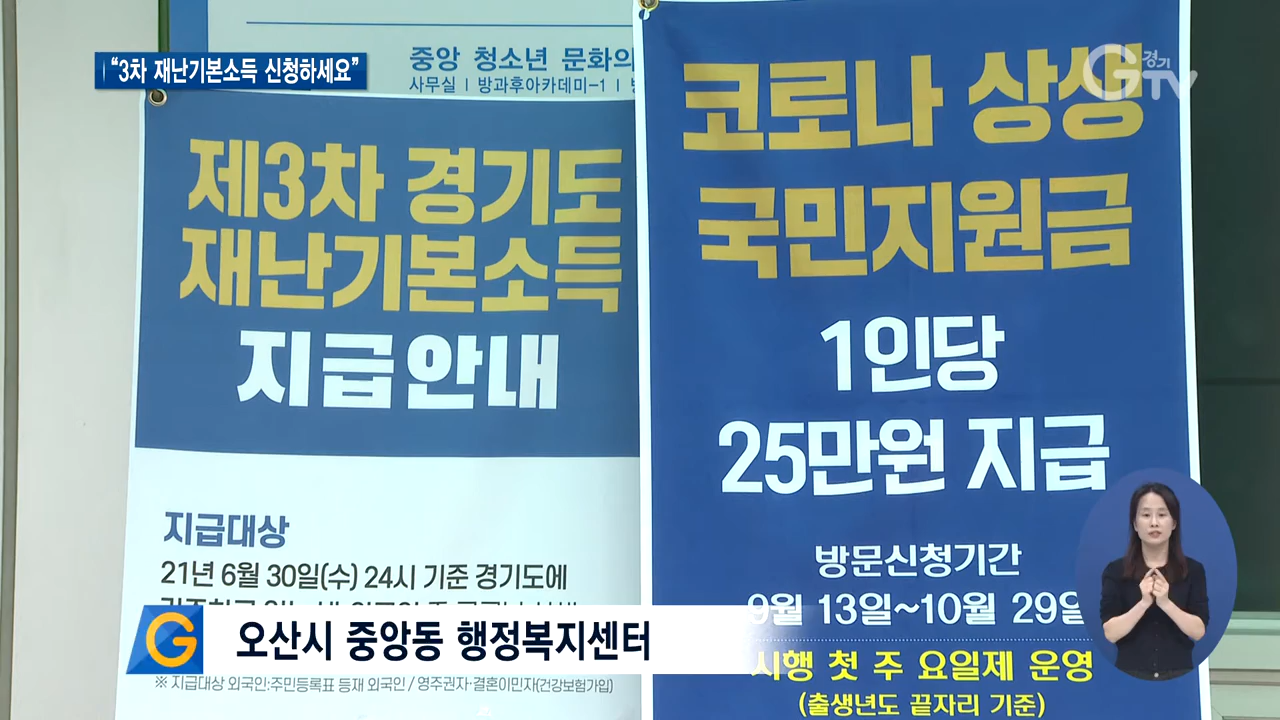 “3차 재난기본소득 신청하세요”
경기
GTV
중앙 청소년 문화의
사무실 I 방과후아카데미-1 I
제3차 경기도
재난기본소득
지급안내
지급대상
21년 6월 30일(수) 24시 기준 경기도에
※ 지급대상 외국인:주민등록표 등재 외국인 / 영주권자·결혼이민자(건강보험가입)
코로나 상생
국민지원금
1인당
25만원 지급
방문신청기간
9월 13일~10월 29일
시행 첫 주 요일제 운영
(출생년도 끝자리 기준)
G
오산시 중앙동 행정복지센터